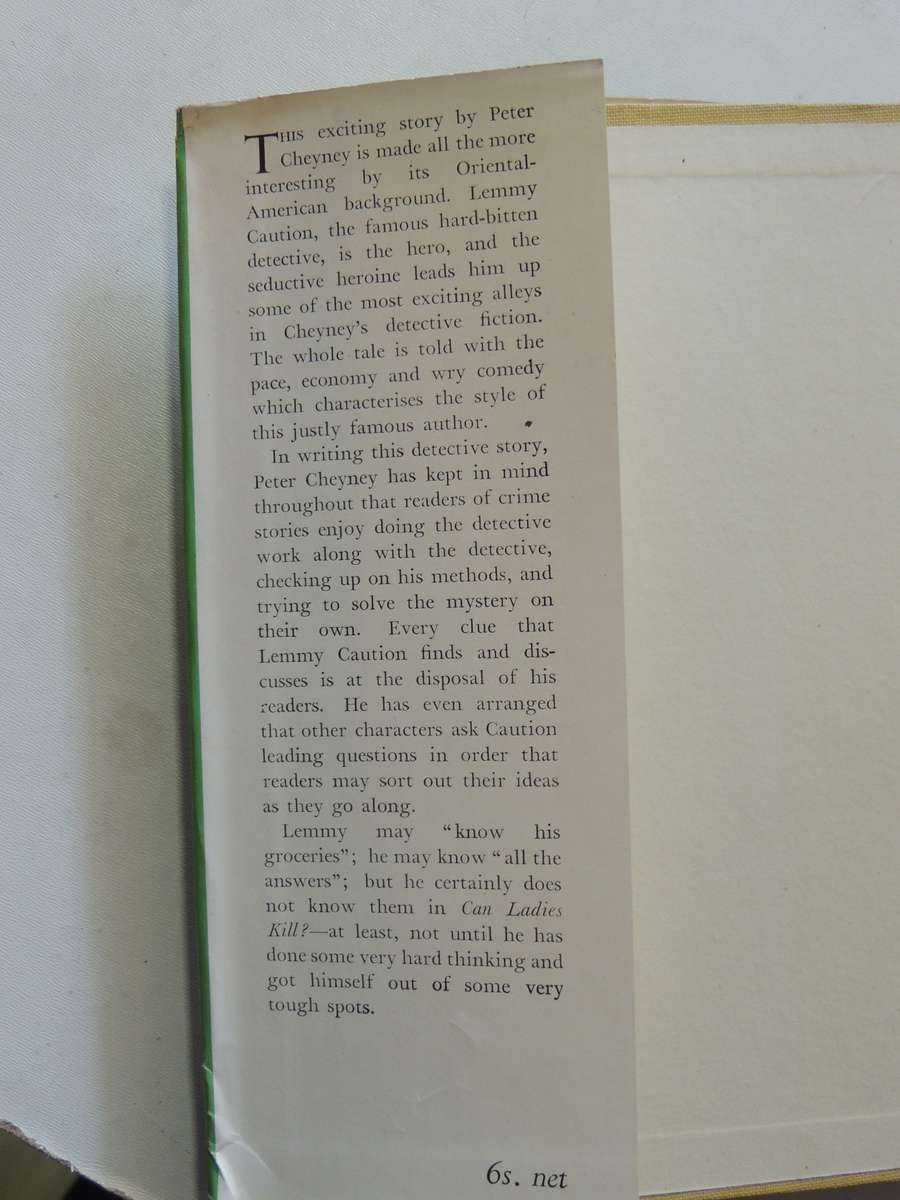 THIS exciting story by Peter
Cheyney is made all the more
interesting by its Oriental-
American background. Lemmy
Caution, the famous hard-bitten
detective, is the hero, and the
seductive heroine leads him up
some of the most exciting alleys
in Cheyney's detective fiction.
The whole tale is told with the
pace, economy and wry comedy
which characterises the style of
this justly famous author.
In writing this detective story,
Peter Cheyney has kept in mind
throughout that readers of crime
stories enjoy doing the detective
work along with the detective,
checking up on his methods, and
trying to solve the mystery on
their own. Every clue that
Lemmy Caution finds and dis-
cusses is at the disposal of his
readers. He has even arranged
that other characters ask Caution
leading questions in order that
readers may sort out their ideas
as they go along.
Lemmy may "know his
groceries"; he may know "all the
answers"; but he certainly does
not know them in Can Ladies
Kill?—at least, not until he has
done some very hard thinking and
got himself out of some very
tough spots.
6s. net